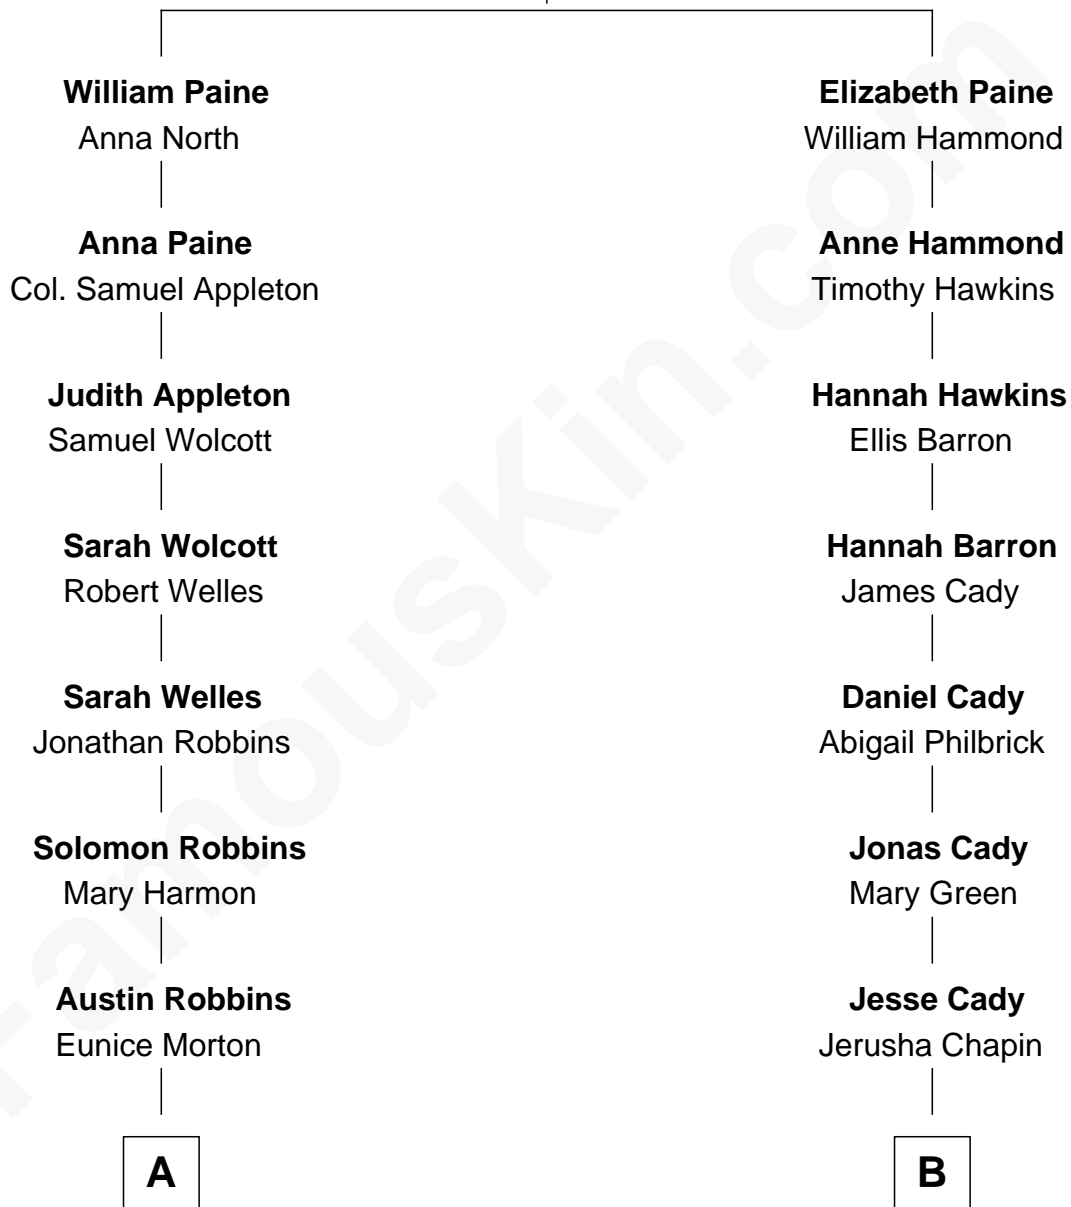 William Paine
Anna North
Anna Paine
Col. Samuel Appleton
Judith Appleton
Samuel Wolcott
Sarah Wolcott
Robert Welles
Sarah Welles
Jonathan Robbins
Solomon Robbins
Mary Harmon
Austin Robbins
Eunice Morton
A
Elizabeth Paine
William Hammond
Anne Hammond
Timothy Hawkins
Hannah Hawkins
Ellis Barron
Hannah Barron
James Cady
Daniel Cady
Abigail Philbrick
Jonas Cady
Mary Green
Jesse Cady
Jerusha Chapin
B
FamousKin.com